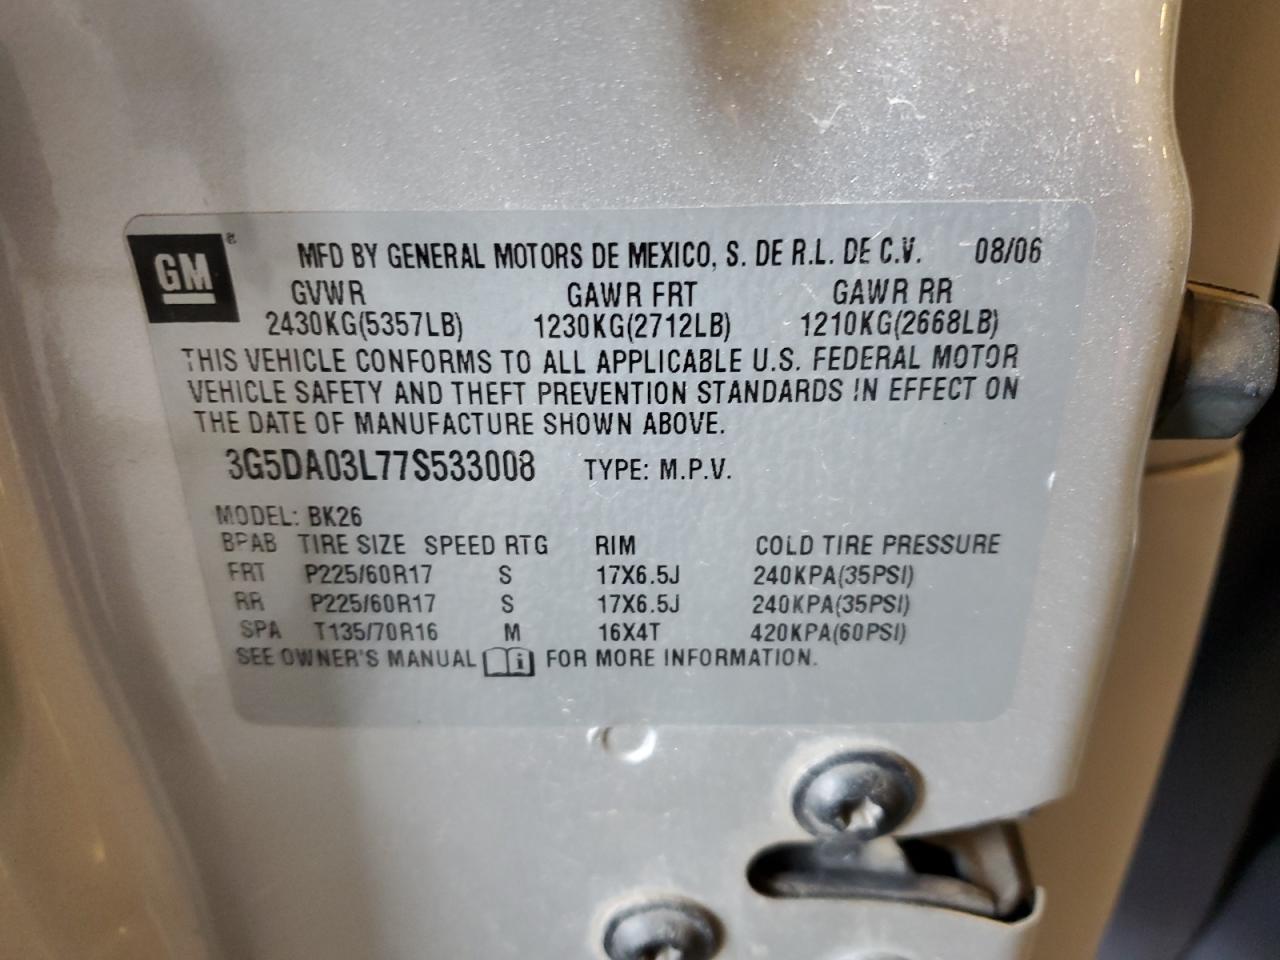 GM® MFD BY GENERAL MOTORS DE MEXICO, S. DE R.L. DE C.V. 08/06
GVWR GAWR FRT GAWR RR
2430KG(5357LB) 1230KG(2712LB) 1210KG(2668LB)
THIS VEHICLE CONFORMS TO ALL APPLICABLE U.S. FEDERAL MOTOR
VEHICLE SAFETY AND THEFT PREVENTION STANDARDS IN EFFECT ON
THE DATE OF MANUFACTURE SHOWN ABOVE.
3G5DA03L77S533008 TYPE: M.P.V.
MODEL: BK26
BPAB TIRE SIZE SPEED RTG RIM COLD TIRE PRESSURE
FRT P225/60R17 S 17X6.5J 240KPA(35PSI)
RR P225/60R17 S 17X6.5J 240KPA(35PSI)
SPA T135/70R16 M 16X4T 420KPA(60PSI)
SEE OWNER'S MANUAL i FOR MORE INFORMATION.